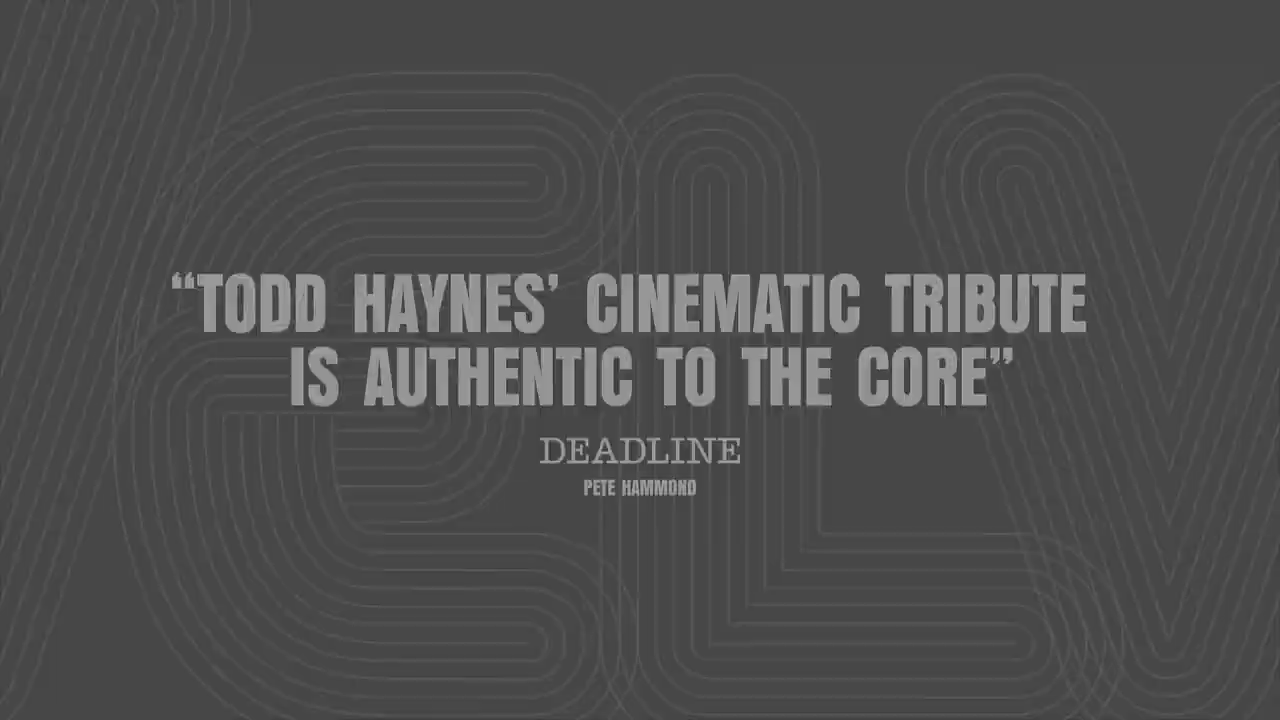 “TODD HAYNES’ CINEMATIC TRIBUTE
IS AUTHENTIC TO THE CORE”
DEADLINE
PETE HAMMOND